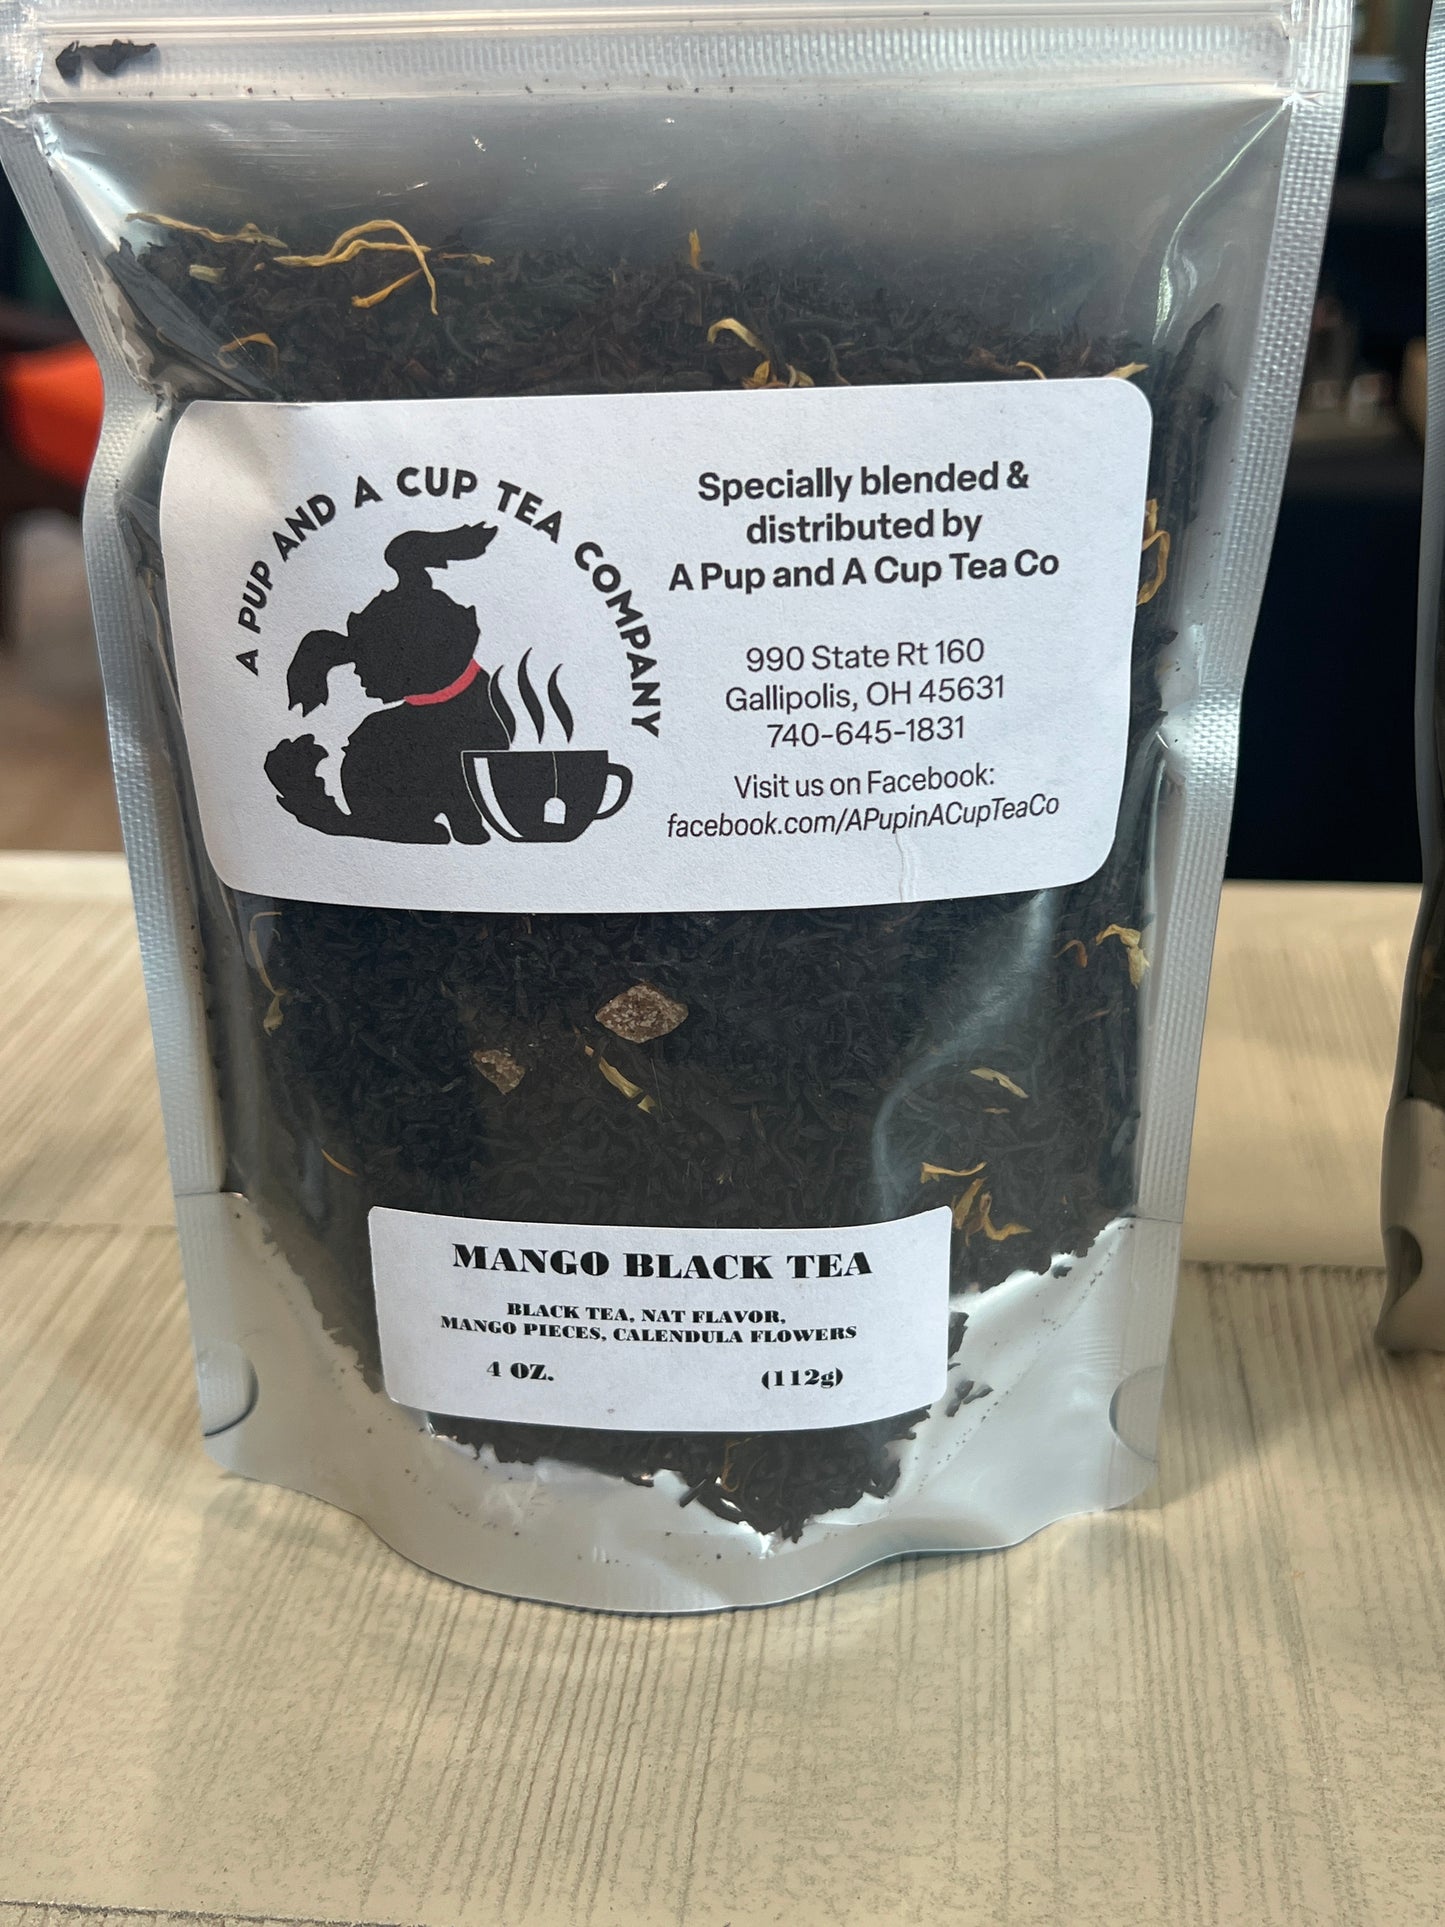 A PUP AND A CUP TEA COMPANY
Specially blended &
distributed by
A Pup and A Cup Tea Co
990 State Rt 160
Gallipolis, OH 45631
740-645-1831
Visit us on Facebook:
facebook.com/APupinACupTeaCo
MANGO BLACK TEA
BLACK TEA, NAT FLAVOR,
MANGO PIECES, CALENDULA FLOWERS
4 OZ. (112g)